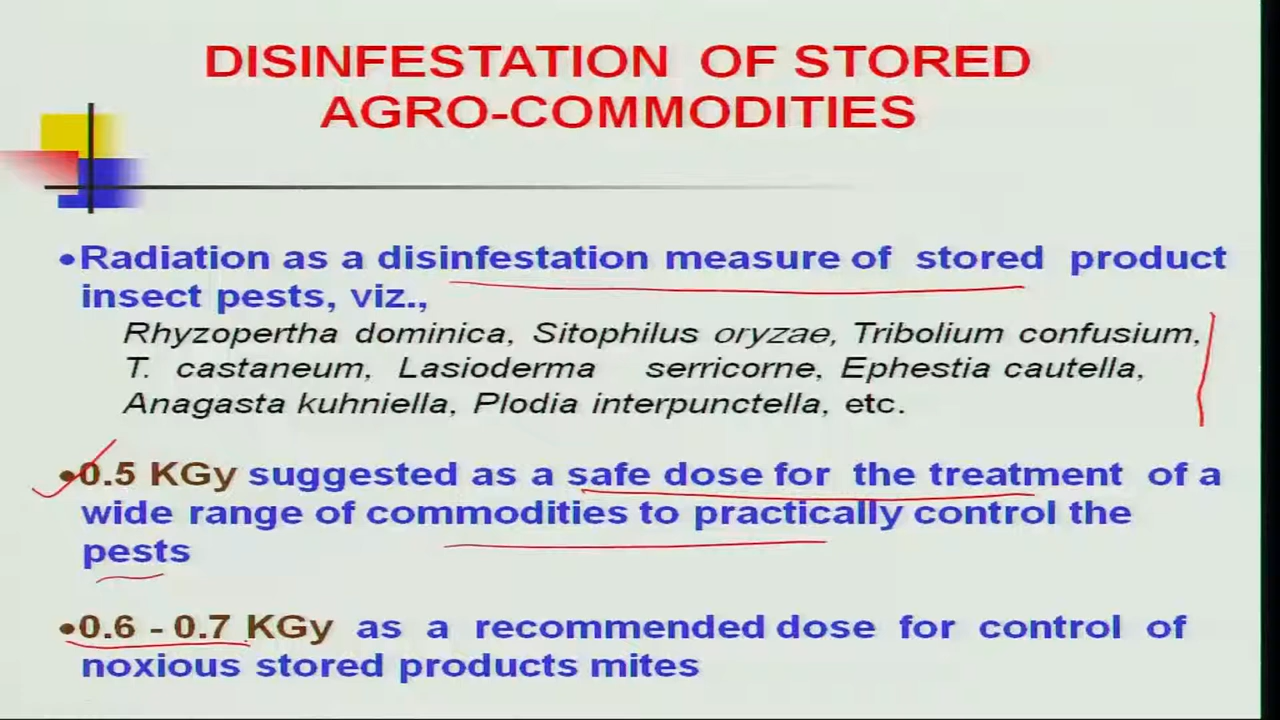 DISINFESTATION OF STORED
AGRO-COMMODITIES
•Radiation as a disinfestation measure of stored product
insect pests, viz.,
Rhyzopertha dominica, Sitophilus oryzae, Tribolium confusium,
T. castaneum, Lasioderma serricorne, Ephestia cautella,
Anagasta kuhniella, Plodia interpunctella, etc.
•0.5 KGy suggested as a safe dose for the treatment of a
wide range of commodities to practically control the
pests
•0.6 - 0.7 KGy as a recommended dose for control of
noxious stored products mites